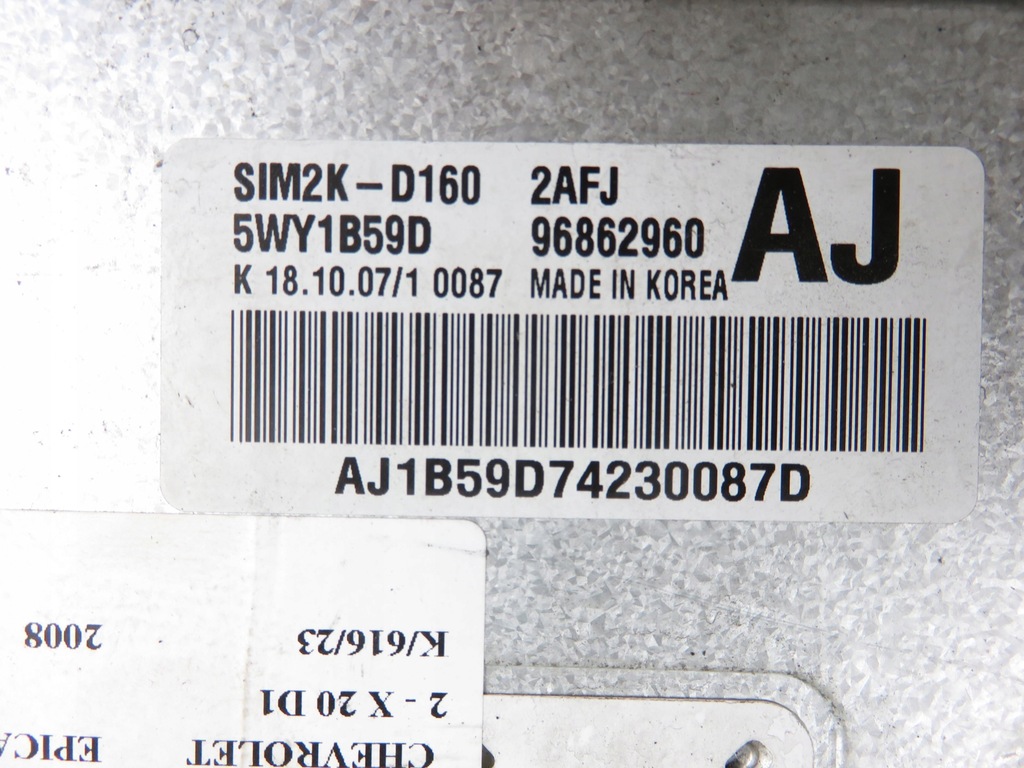 SIM2K – D160 2AFJ AJ
5WY1B59D 96862960
K 18.10.07/1 0087 MADE IN KOREA
AJ1B59D74230087D
CHEVROLET
2 - X 20 D1
K/616/23 2008